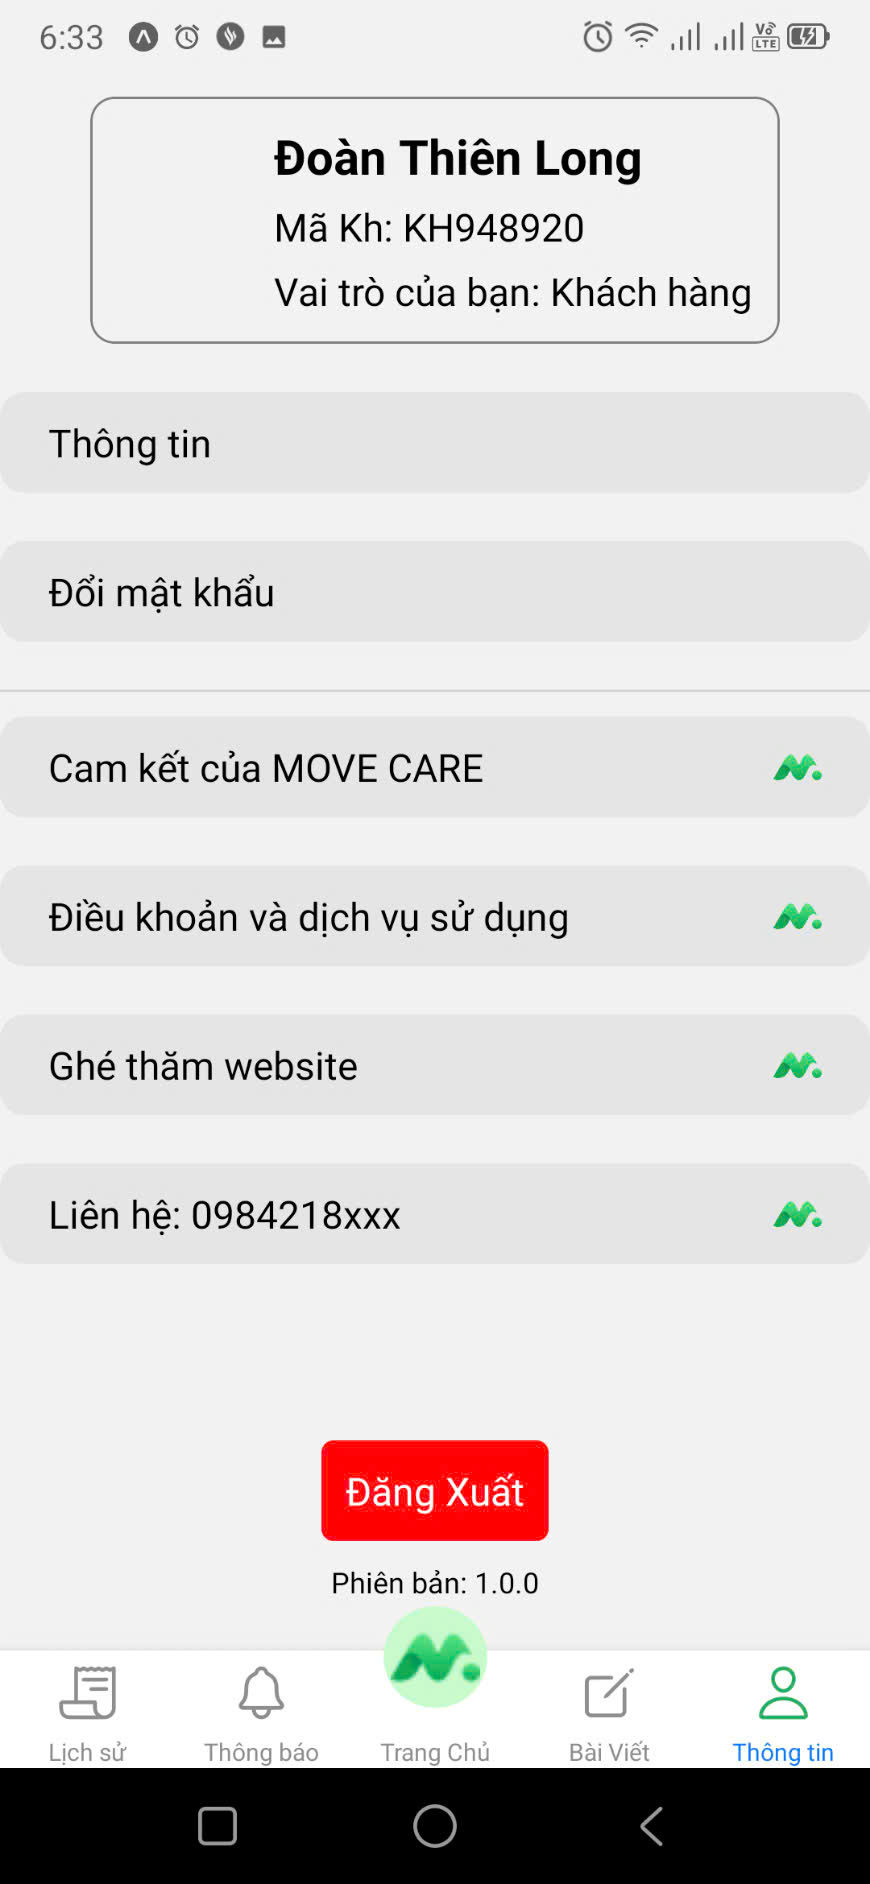 6:33
Vo LTE
Đoàn Thiên Long
Mã Kh: KH948920
Vai trò của bạn: Khách hàng
Thông tin
Đổi mật khẩu
Cam kết của MOVE CARE
Điều khoản và dịch vụ sử dụng
Ghé thăm website
Liên hệ: 0984218xxx
Đăng Xuất
Phiên bản: 1.0.0
Lịch sử
Thông báo
Trang Chủ
Bài Viết
Thông tin